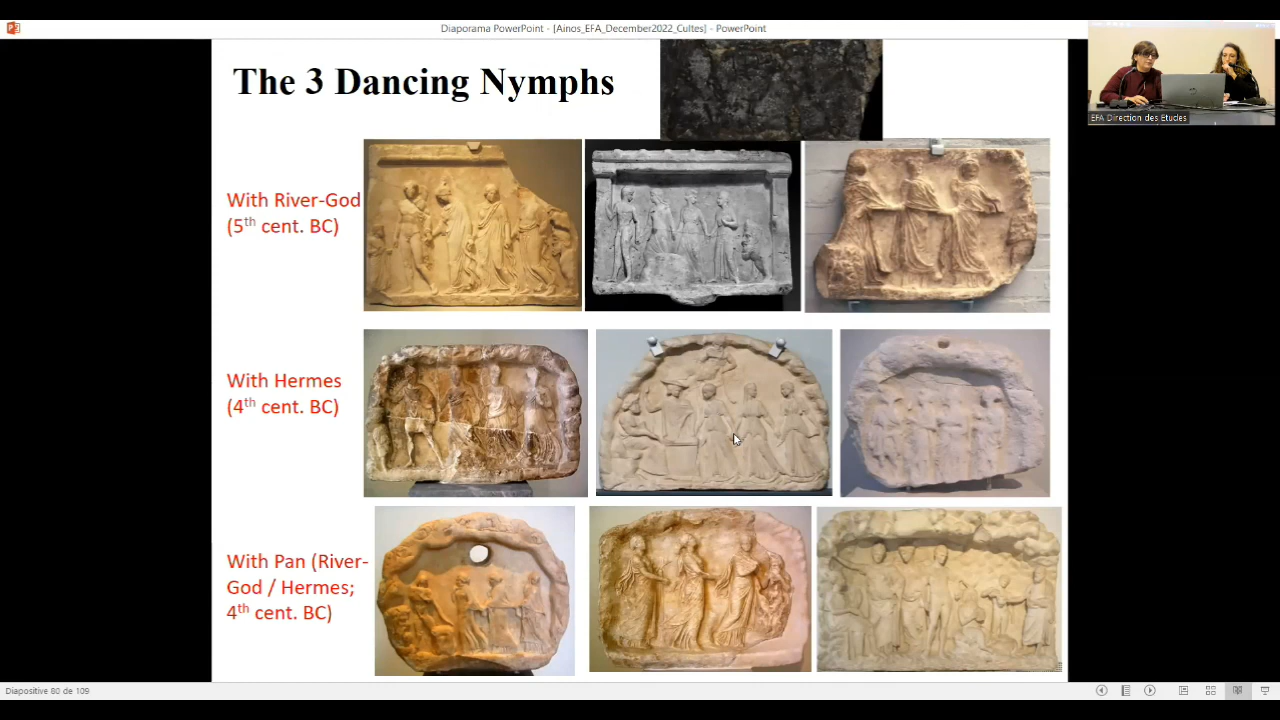 Diaporama PowerPoint - [Ainos_EFA_December2022_Cultes] - PowerPoint
The 3 Dancing Nymphs
EFA Direction des Etudes
With River-God
(5th cent. BC)
With Hermes
(4th cent. BC)
With Pan (River-
God / Hermes;
4th cent. BC)
Diapositive 80 de 109